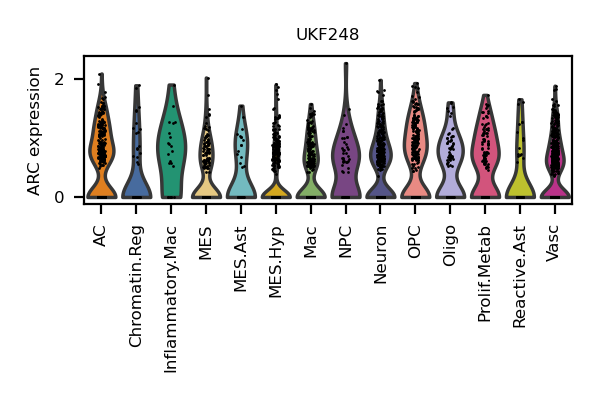 UKF248
ARC expression
2
0
AC
Chromatin.Reg
Inflammatory.Mac
MES
MES.Ast
MES.Hyp
Mac
NPC
Neuron
OPC
Oligo
Prolif.Metab
Reactive.Ast
Vasc